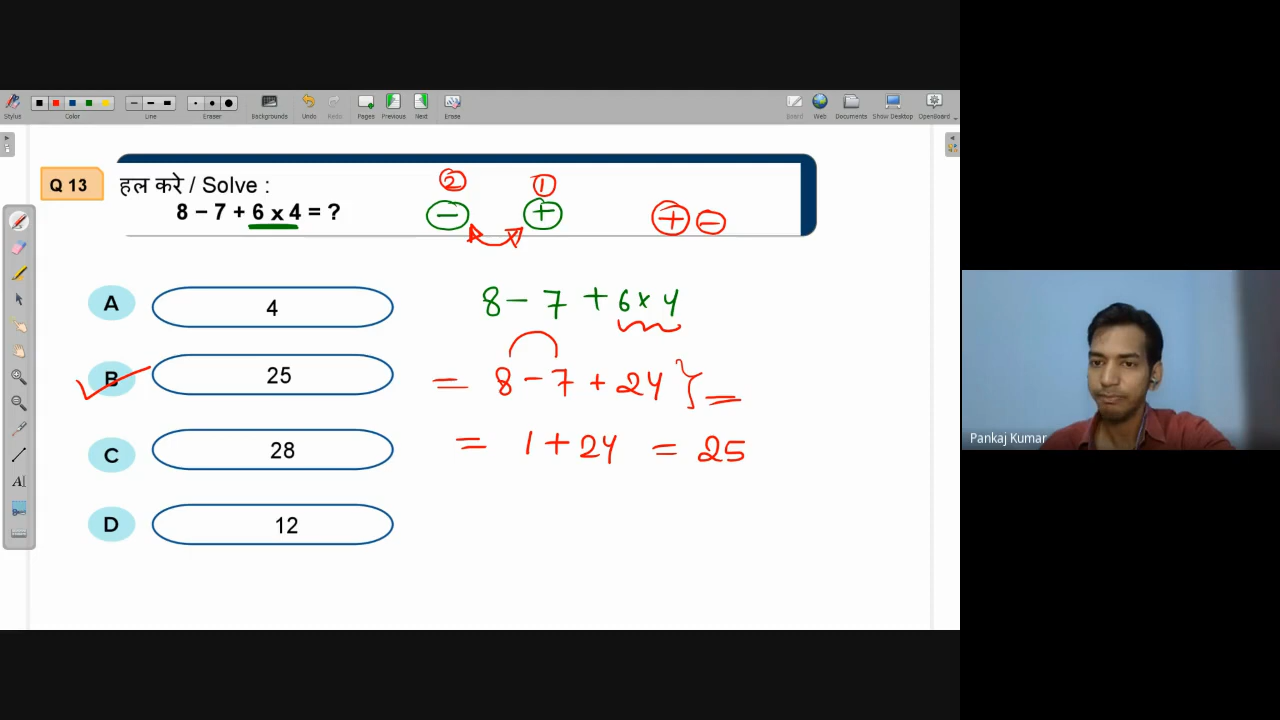 Stylus Color Line Eraser Backgrounds Undo Redo Pages Previous Next Erase Board Web Documents Show Desktop OpenBoard
Q 13 हल करे / Solve :
8 – 7 + 6 x 4 = ?
② ①
− + + −
A 4
8 − 7 + 6 × 4
B 25
= 8 − 7 + 24 }
C 28
= 1 + 24 = 25
D 12
Pankaj Kumar